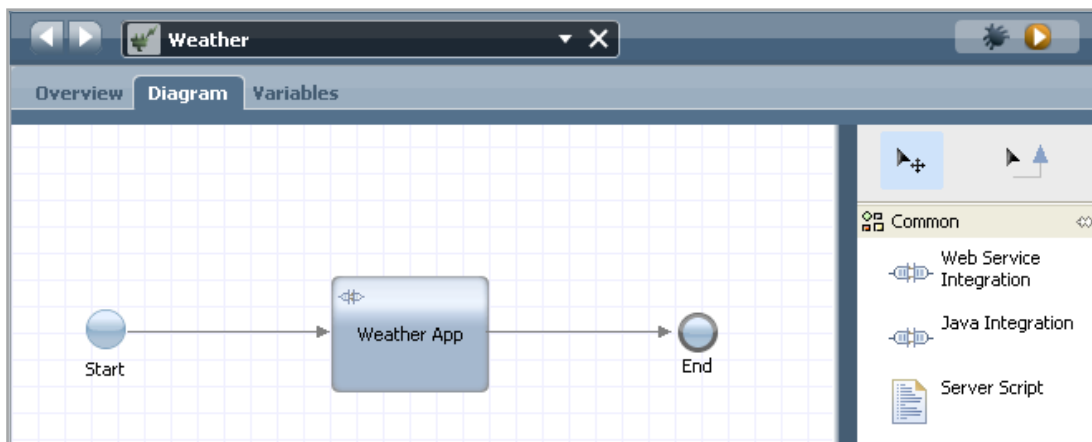 Weather
Overview Diagram Variables
Common
Web Service
Integration
Java Integration
Server Script
Weather App
Start
End